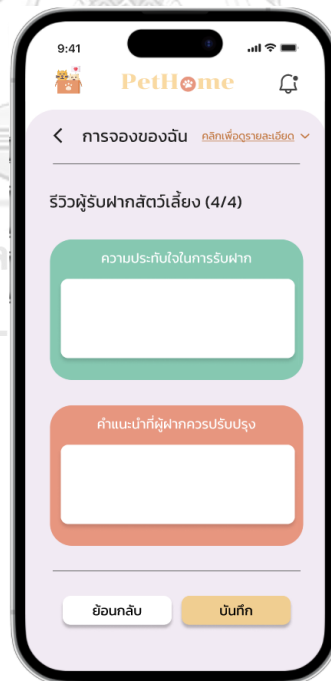 9:41
PetHome
การจองของฉัน คลิกเพื่อดูรายละเอียด
รีวิวผู้รับฝากสัตว์เลี้ยง (4/4)
ความประทับใจในการรับฝาก
คำแนะนำที่ผู้ฝากควรปรับปรุง
ย้อนกลับ บันทึก